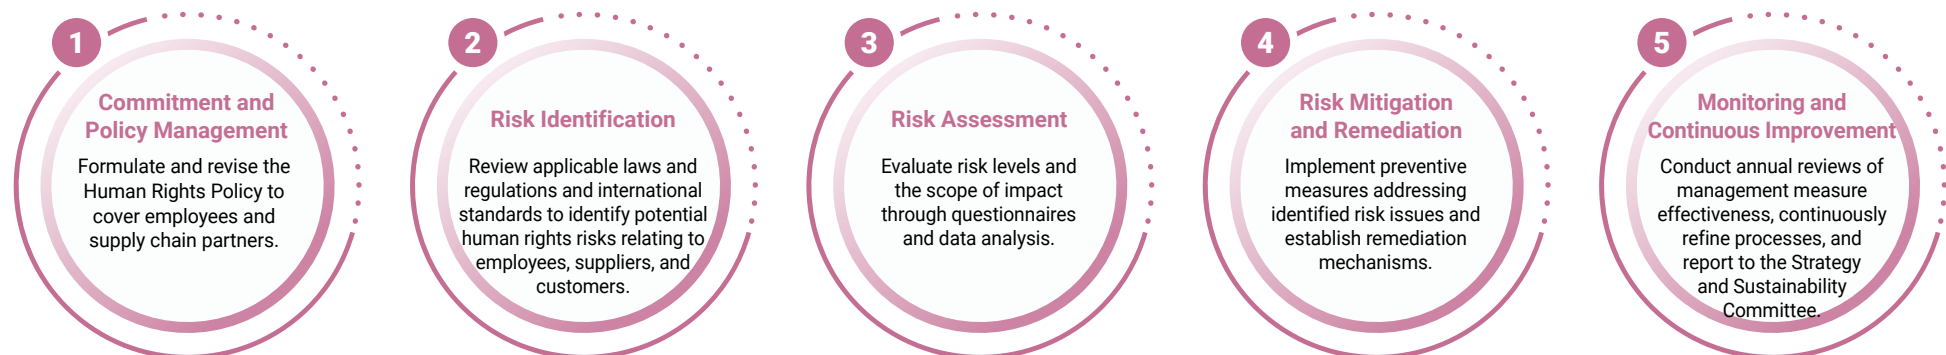 1
Commitment and
Policy Management
Formulate and revise the
Human Rights Policy to
cover employees and
supply chain partners.
2
Risk Identification
Review applicable laws and
regulations and international
standards to identify potential
human rights risks relating to
employees, suppliers, and
customers.
3
Risk Assessment
Evaluate risk levels and
the scope of impact
through questionnaires
and data analysis.
4
Risk Mitigation
and Remediation
Implement preventive
measures addressing
identified risk issues and
establish remediation
mechanisms.
5
Monitoring and
Continuous Improvement
Conduct annual reviews of
management measure
effectiveness, continuously
refine processes, and
report to the Strategy
and Sustainability
Committee.